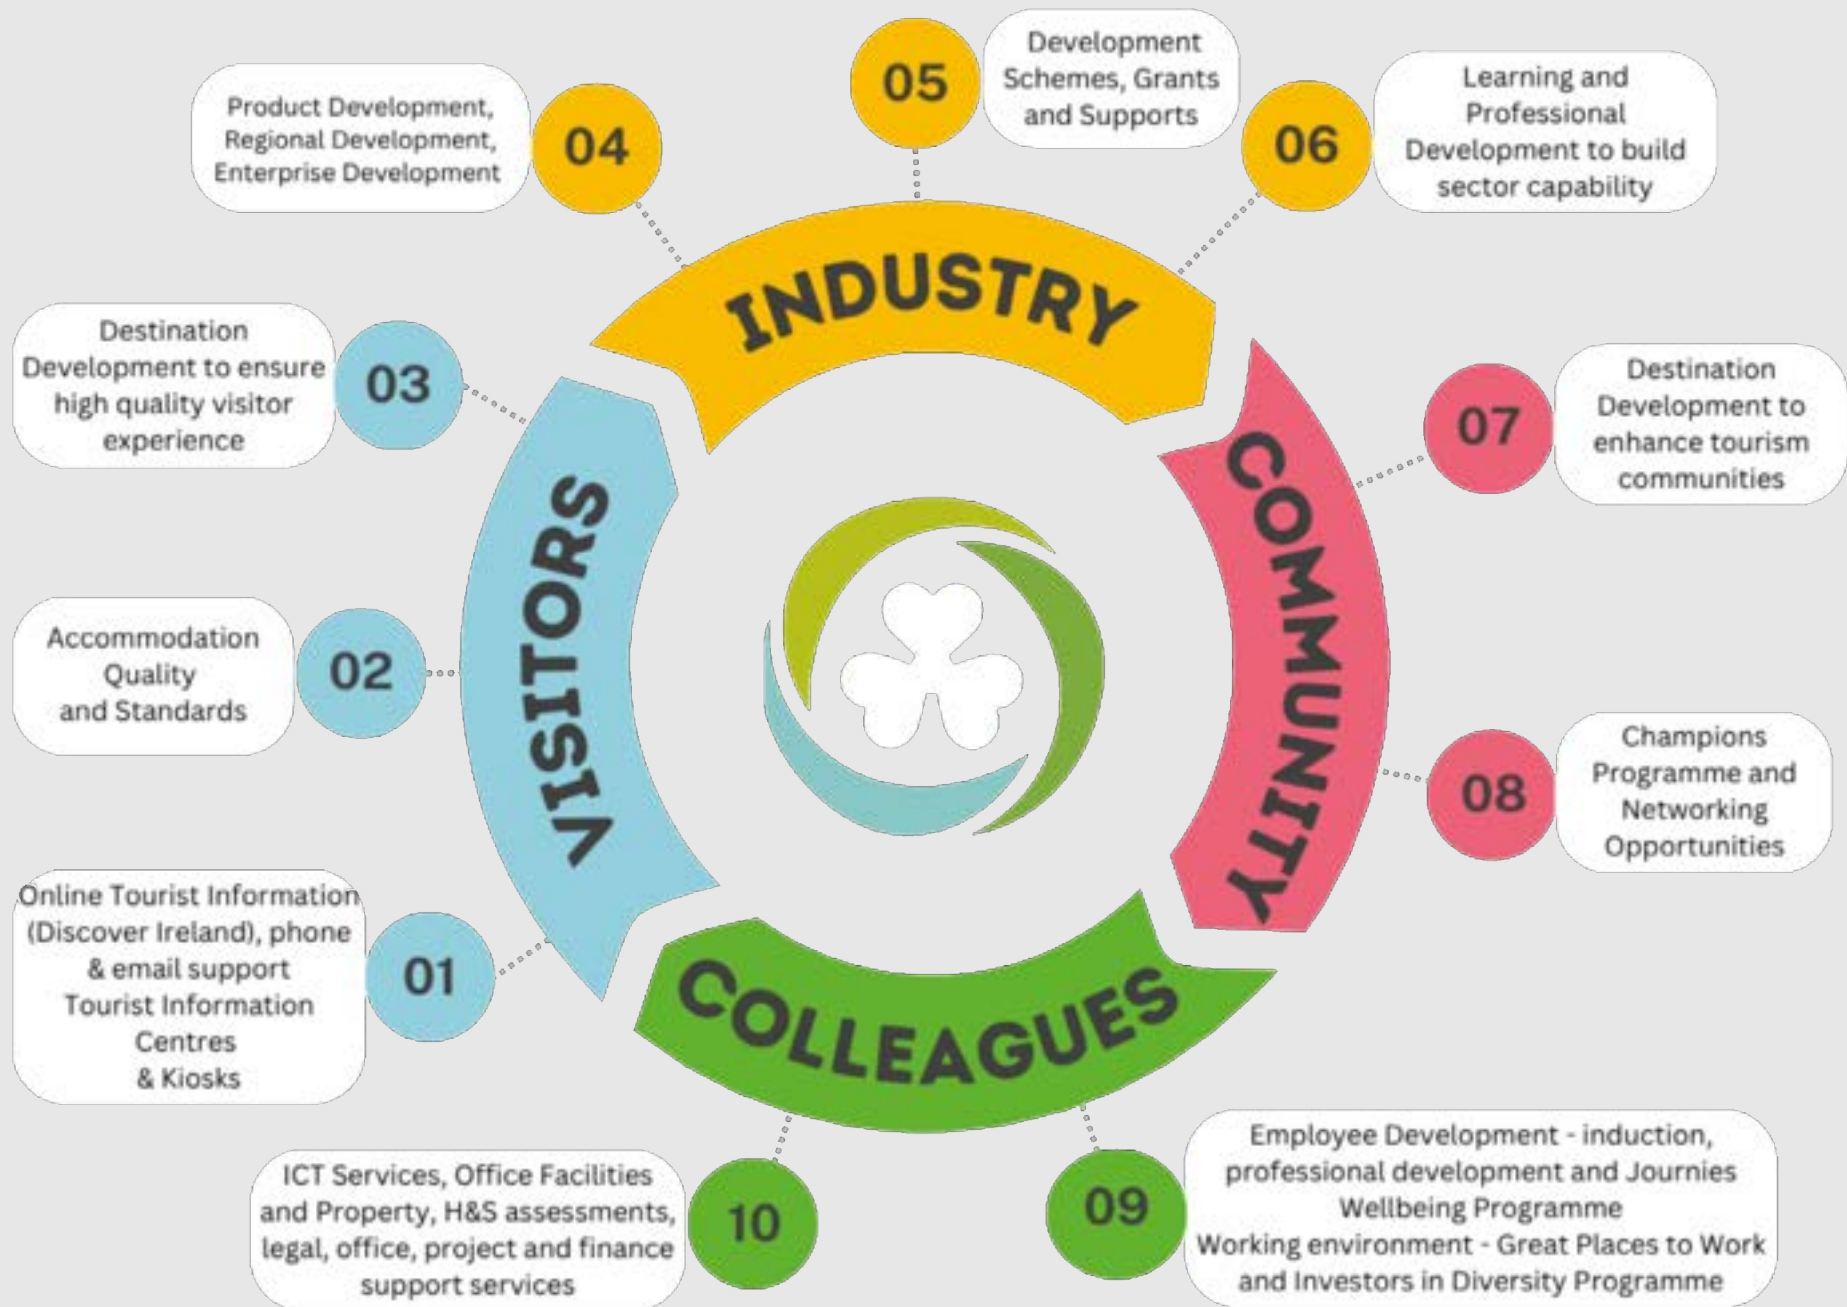 05
Development
Schemes, Grants
and Supports
04
Product Development,
Regional Development,
Enterprise Development
06
Learning and
Professional
Development to build
sector capability
INDUSTRY
03
Destination
Development to ensure
high quality visitor
experience
07
Destination
Development to
enhance tourism
communities
VISITORS
COMMUNITY
02
Accommodation
Quality
and Standards
08
Champions
Programme and
Networking
Opportunities
01
Online Tourist Information
(Discover Ireland), phone
& email support
Tourist Information
Centres
& Kiosks
COLLEAGUES
10
ICT Services, Office Facilities
and Property, H&S assessments,
legal, office, project and finance
support services
09
Employee Development - induction,
professional development and Journies
Wellbeing Programme
Working environment - Great Places to Work
and Investors in Diversity Programme